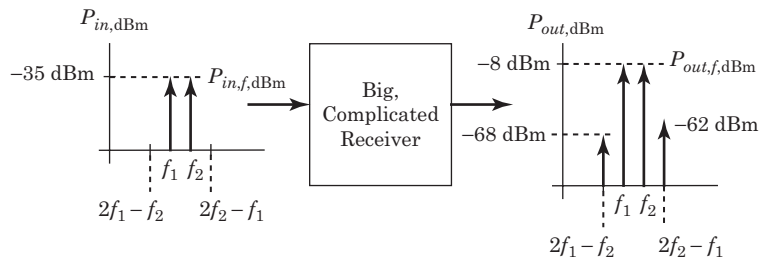 P_in,dBm
−35 dBm
P_in,f,dBm
f₁ f₂
2f₁ − f₂ 2f₂ − f₁
Big,
Complicated
Receiver
P_out,dBm
−8 dBm
P_out,f,dBm
−68 dBm
−62 dBm
f₁ f₂
2f₁ − f₂ 2f₂ − f₁